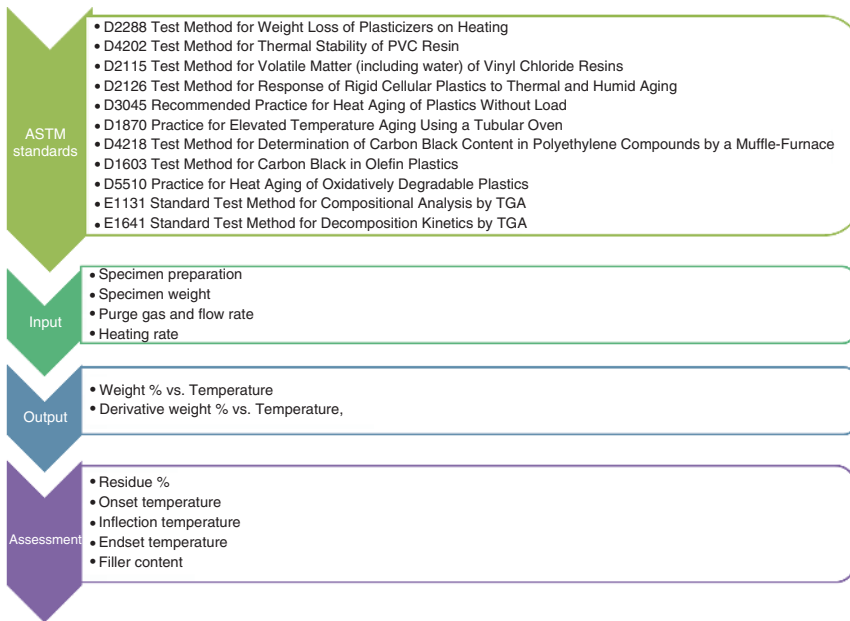 ASTM
standards
• D2288 Test Method for Weight Loss of Plasticizers on Heating
• D4202 Test Method for Thermal Stability of PVC Resin
• D2115 Test Method for Volatile Matter (including water) of Vinyl Chloride Resins
• D2126 Test Method for Response of Rigid Cellular Plastics to Thermal and Humid Aging
• D3045 Recommended Practice for Heat Aging of Plastics Without Load
• D1870 Practice for Elevated Temperature Aging Using a Tubular Oven
• D4218 Test Method for Determination of Carbon Black Content in Polyethylene Compounds by a Muffle-Furnace
• D1603 Test Method for Carbon Black in Olefin Plastics
• D5510 Practice for Heat Aging of Oxidatively Degradable Plastics
• E1131 Standard Test Method for Compositional Analysis by TGA
• E1641 Standard Test Method for Decomposition Kinetics by TGA
Input
• Specimen preparation
• Specimen weight
• Purge gas and flow rate
• Heating rate
Output
• Weight % vs. Temperature
• Derivative weight % vs. Temperature,
Assessment
• Residue %
• Onset temperature
• Inflection temperature
• Endset temperature
• Filler content